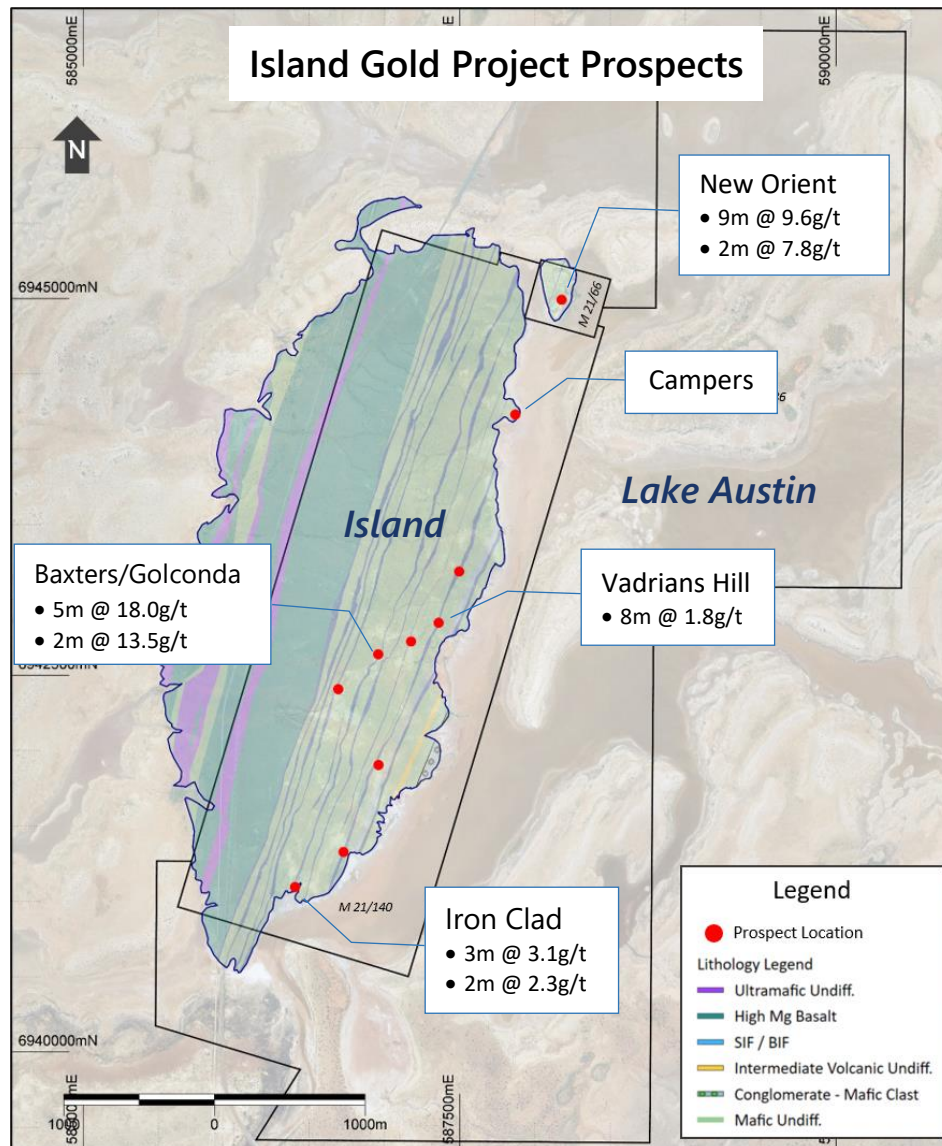 585000mE
590000mE
Island Gold Project Prospects
N
New Orient
• 9m @ 9.6g/t
• 2m @ 7.8g/t
6945000mN
M 21/66
Campers
Lake Austin
Island
Baxters/Golconda
• 5m @ 18.0g/t
• 2m @ 13.5g/t
Vadrians Hill
• 8m @ 1.8g/t
Iron Clad
• 3m @ 3.1g/t
• 2m @ 2.3g/t
M 21/140
Legend
Prospect Location
Lithology Legend
Ultramafic Undiff.
High Mg Basalt
SIF / BIF
Intermediate Volcanic Undiff.
Conglomerate - Mafic Clast
Mafic Undiff.
6940000mN
1000
0
1000m
587500mE